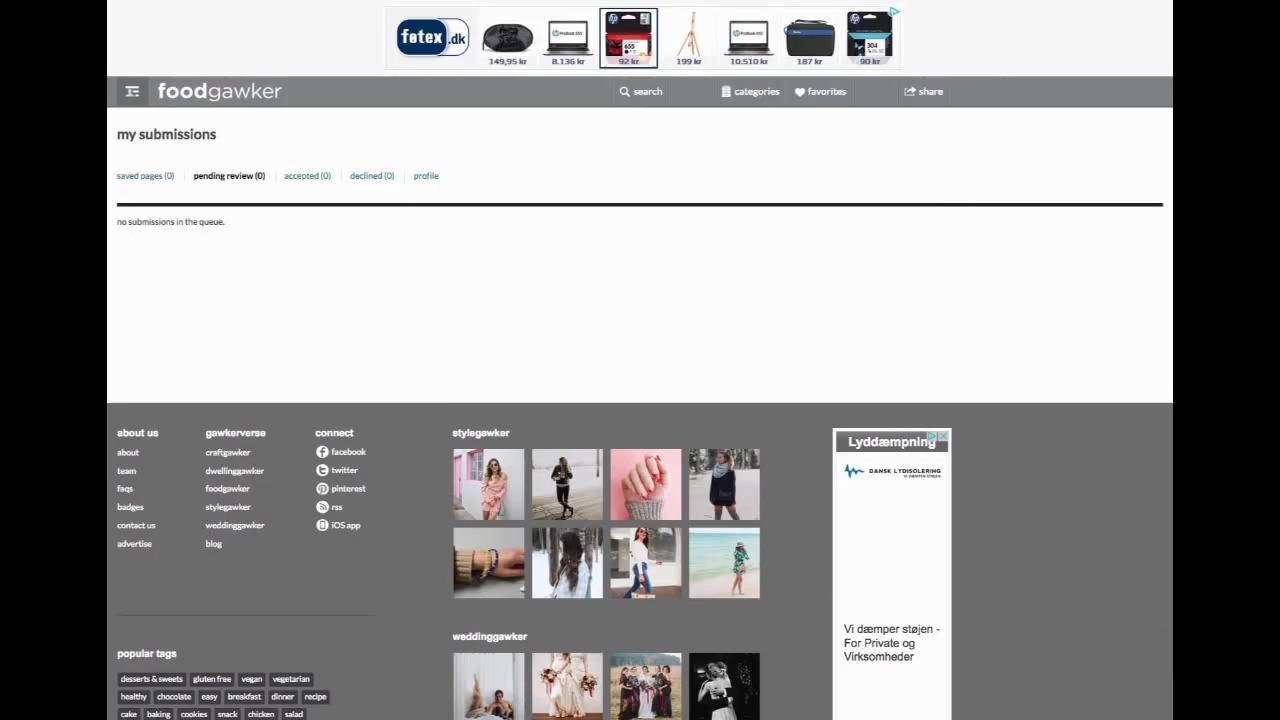 føtex.dk
149,95 kr
8.136 kr
655
92 kr
199 kr
10.510 kr
187 kr
304
90 kr
foodgawker
search
categories
favorites
share
my submissions
saved pages (0)
pending review (0)
accepted (0)
declined (0)
profile
no submissions in the queue.
about us
about
team
faqs
badges
contact us
advertise
gawkerverse
craftgawker
dwellinggawker
foodgawker
stylegawker
weddinggawker
blog
connect
facebook
twitter
pinterest
rss
iOS app
stylegawker
weddinggawker
Lyddæmpning
DANSK LYDISOLERING
VI DÆMPER STØJEN
Vi dæmper støjen -
For Private og
Virksomheder
popular tags
desserts & sweets gluten free vegan vegetarian
healthy chocolate easy breakfast dinner recipe
cake baking cookies snack chicken salad